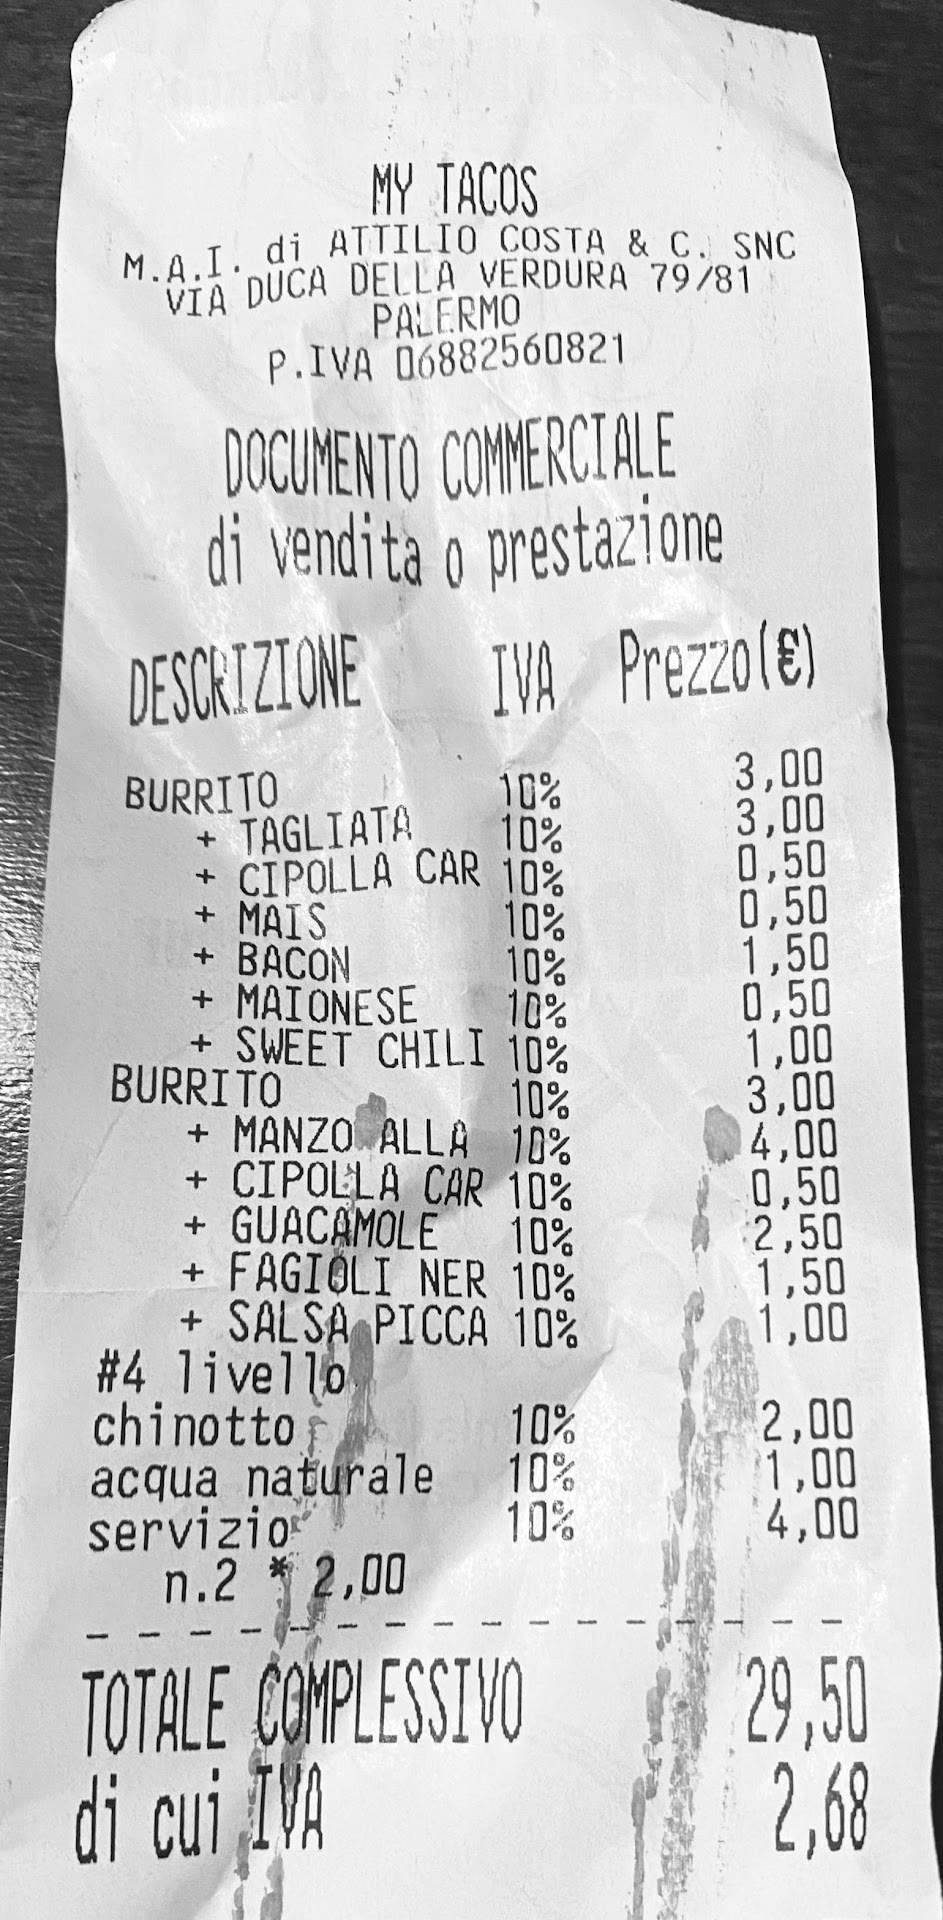 MY TACOS
M.A.I. di ATTILIO COSTA & C. SNC
VIA DUCA DELLA VERDURA 79/81
PALERMO
P.IVA 06882560821
DOCUMENTO COMMERCIALE
di vendita o prestazione
DESCRIZIONE IVA Prezzo(€)
BURRITO 10% 3,00
+ TAGLIATA 10% 3,00
+ CIPOLLA CAR 10% 0,50
+ MAIS 10% 0,50
+ BACON 10% 1,50
+ MAIONESE 10% 0,50
+ SWEET CHILI 10% 1,00
BURRITO 10% 3,00
+ MANZO ALLA 10% 4,00
+ CIPOLLA CAR 10% 0,50
+ GUACAMOLE 10% 2,50
+ FAGIOLI NER 10% 1,50
+ SALSA PICCA 10% 1,00
#4 livello
chinotto 10% 2,00
acqua naturale 10% 1,00
servizio 10% 4,00
n.2 * 2,00
TOTALE COMPLESSIVO 29,50
di cui IVA 2,68